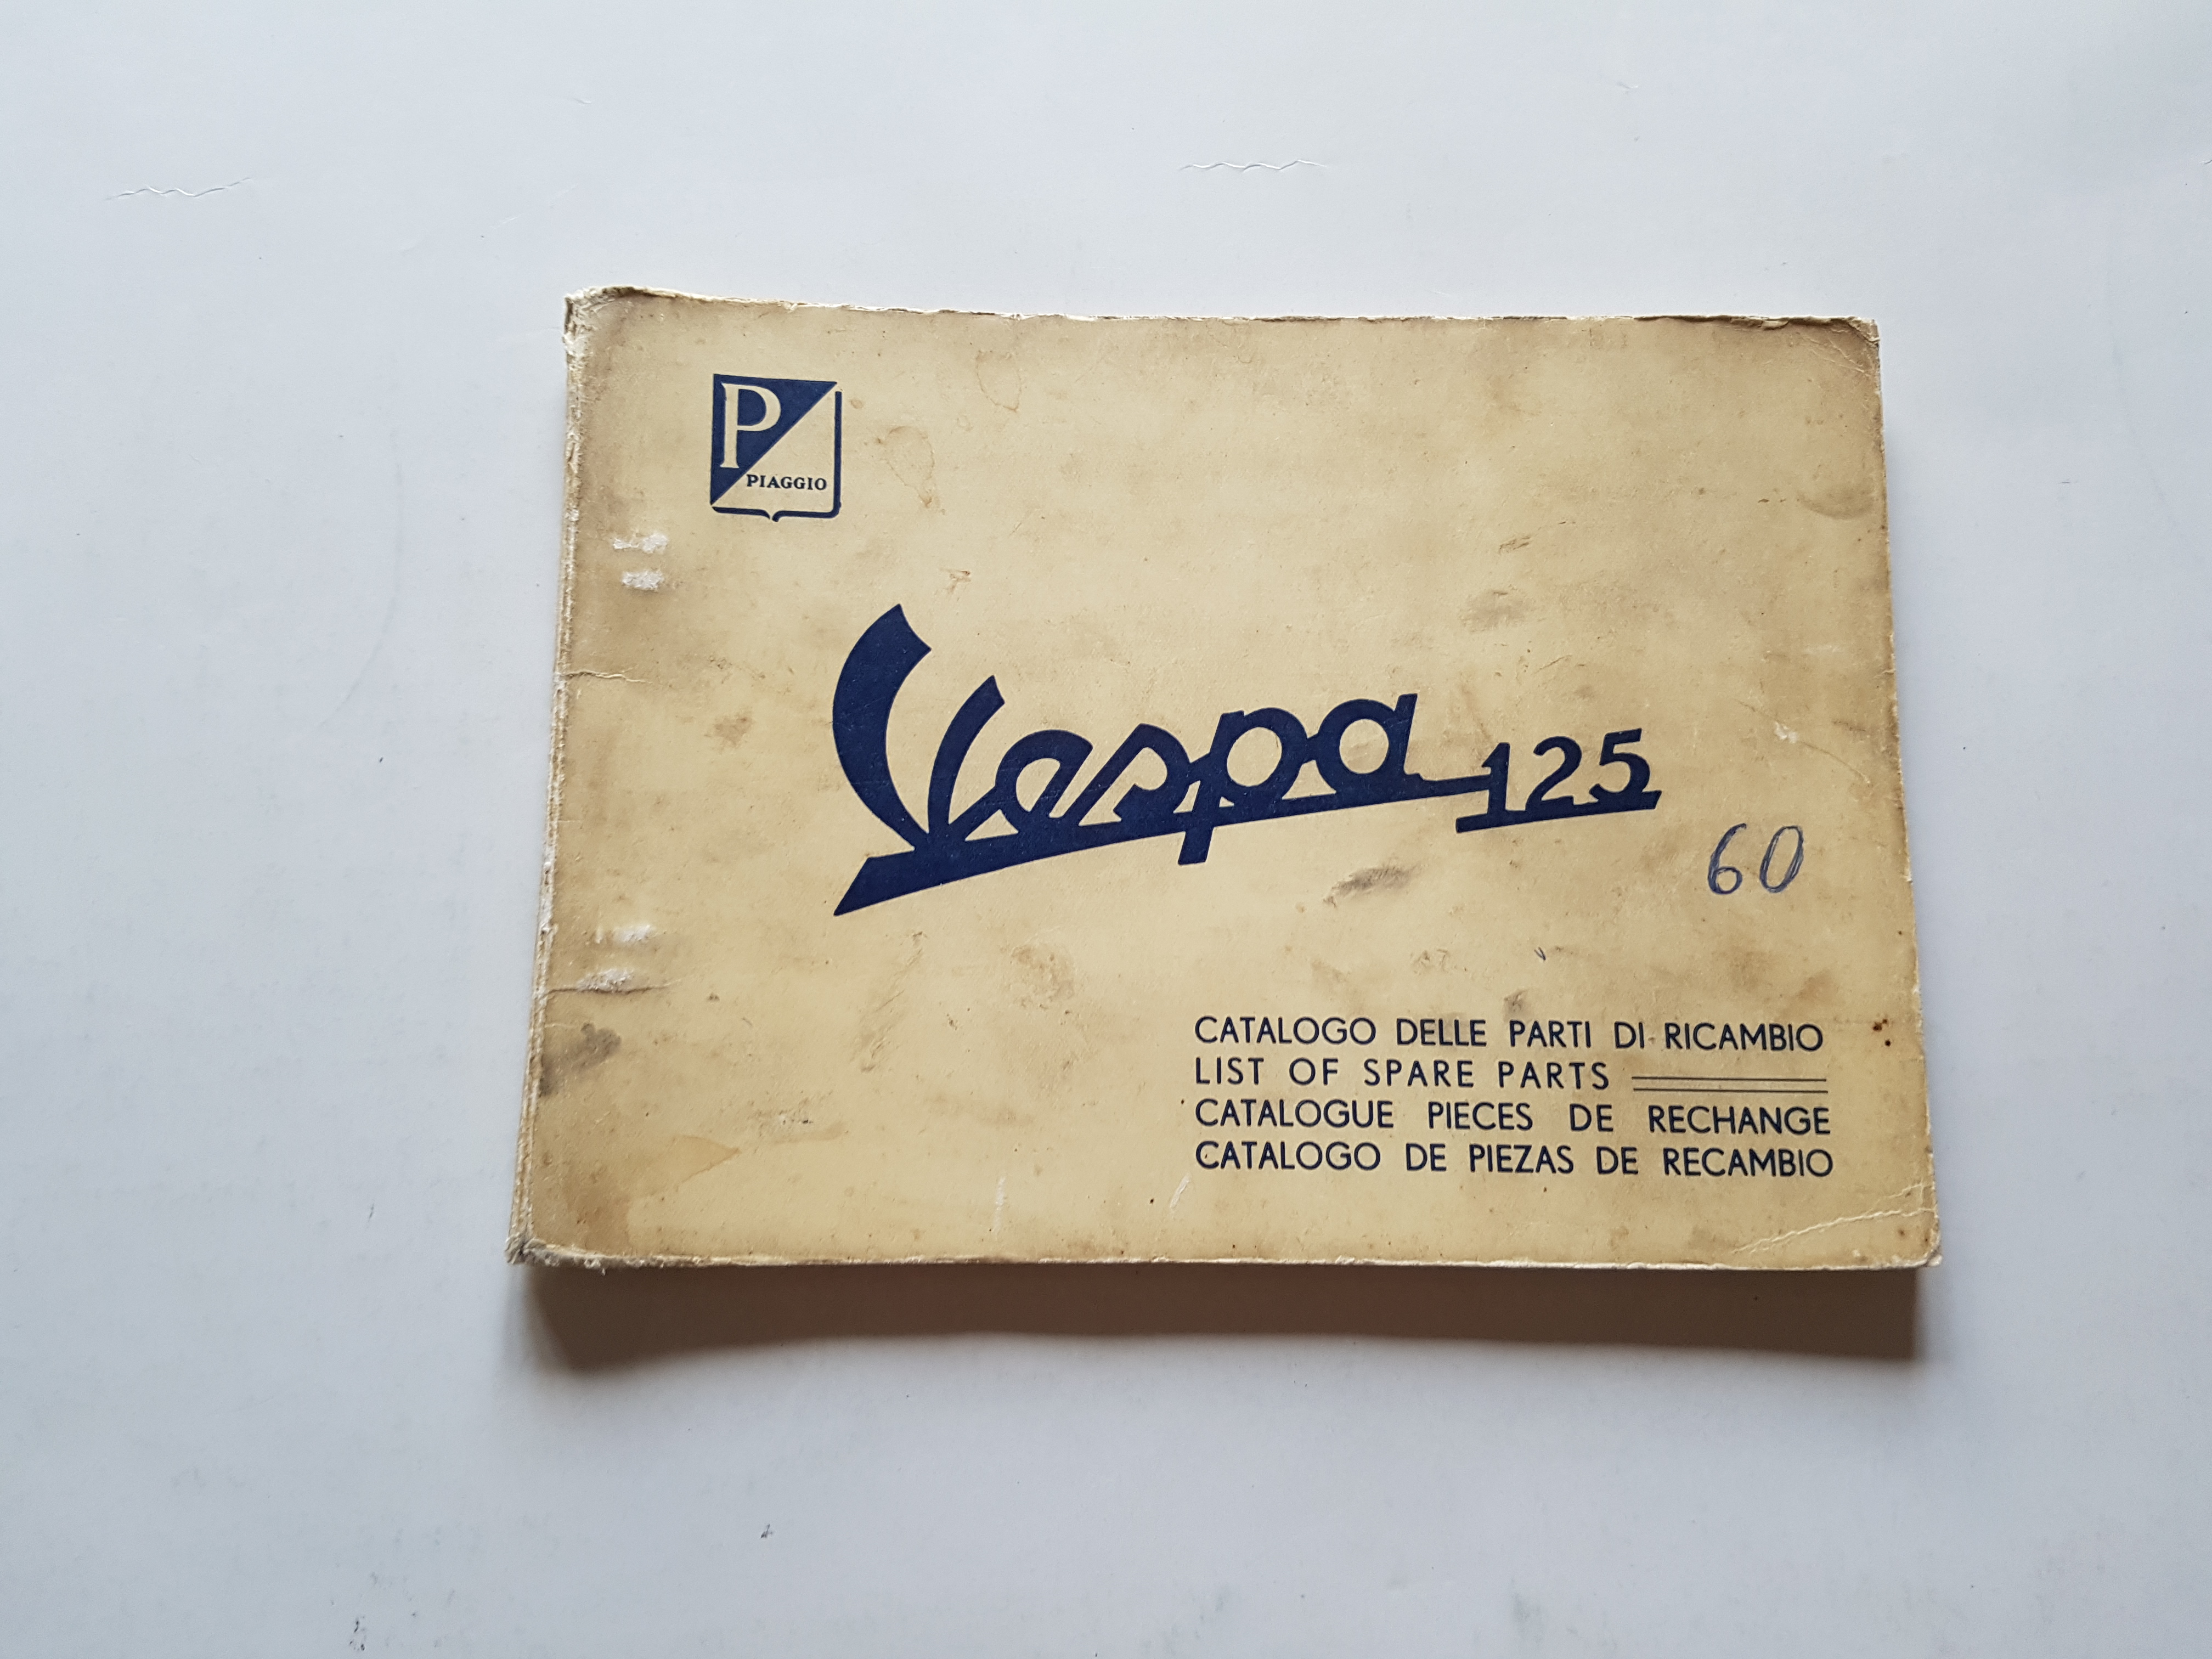 P
PIAGGIO
Vespa 125
60
CATALOGO DELLE PARTI DI RICAMBIO
LIST OF SPARE PARTS
CATALOGUE PIECES DE RECHANGE
CATALOGO DE PIEZAS DE RECAMBIO